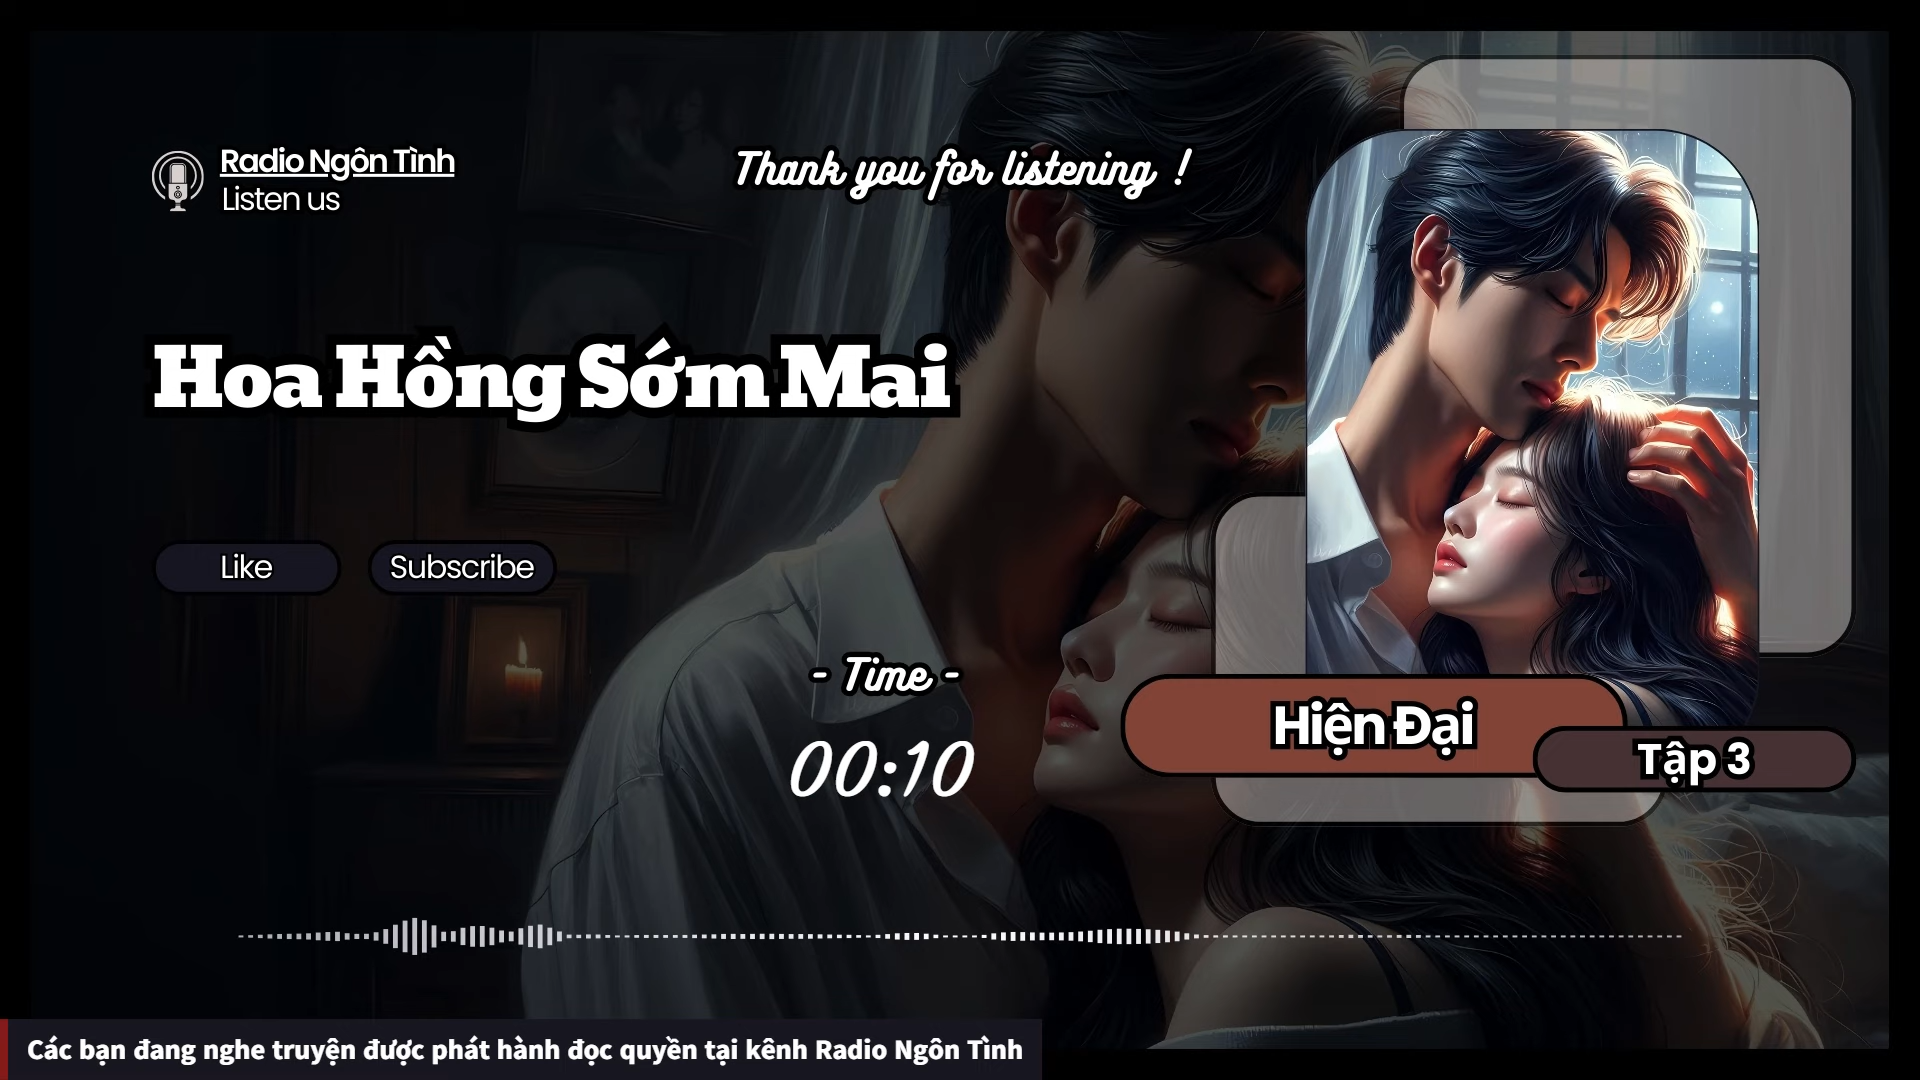 Radio Ngôn Tình
Listen us
Thank you for listening !
Hoa Hồng Sớm Mai
Like
Subscribe
- Time -
00:10
Hiện Đại
Tập 3
Các bạn đang nghe truyện được phát hành đọc quyền tại kênh Radio Ngôn Tình